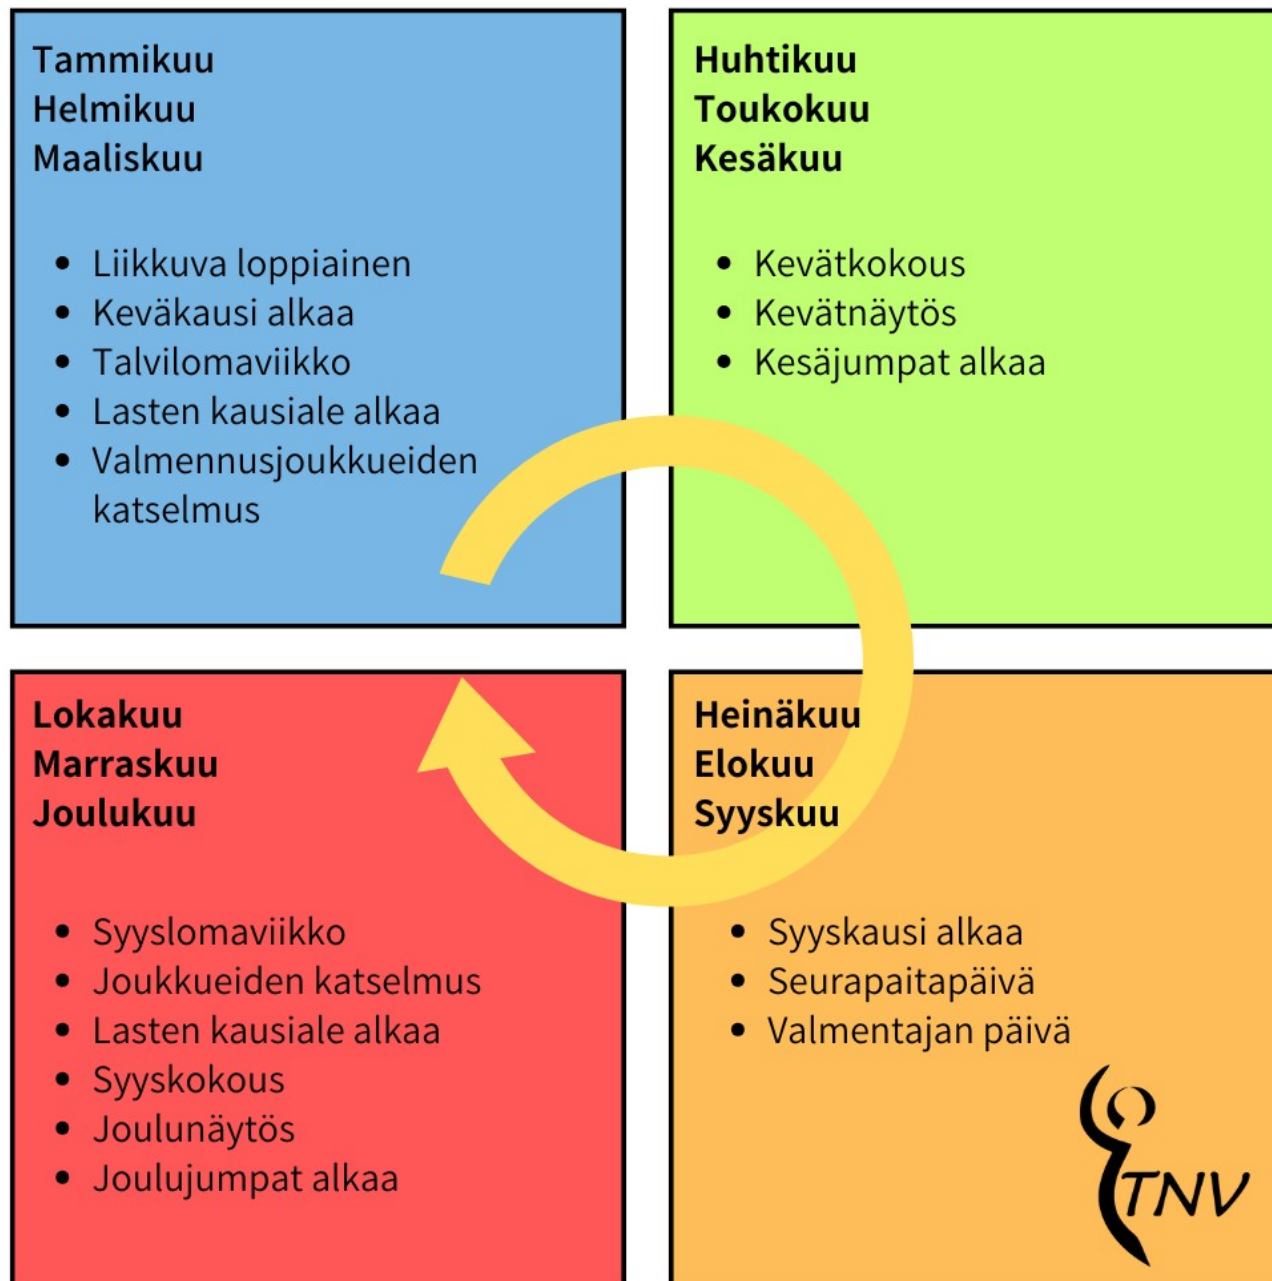 Tammikuu
Helmikuu
Maaliskuu
• Liikkuva loppiainen
• Keväkausi alkaa
• Talvilomaviikko
• Lasten kausiale alkaa
• Valmennusjoukkueiden
katselmus
Huhtikuu
Toukokuu
Kesäkuu
• Kevätkokous
• Kevätnäytös
• Kesäjumpat alkaa
Heinäkuu
Elokuu
Syyskuu
• Syyskausi alkaa
• Seurapaitapäivä
• Valmentajan päivä
TNV
Lokakuu
Marraskuu
Joulukuu
• Syyslomaviikko
• Joukkueiden katselmus
• Lasten kausiale alkaa
• Syyskokous
• Joulunäytös
• Joulujumpat alkaa